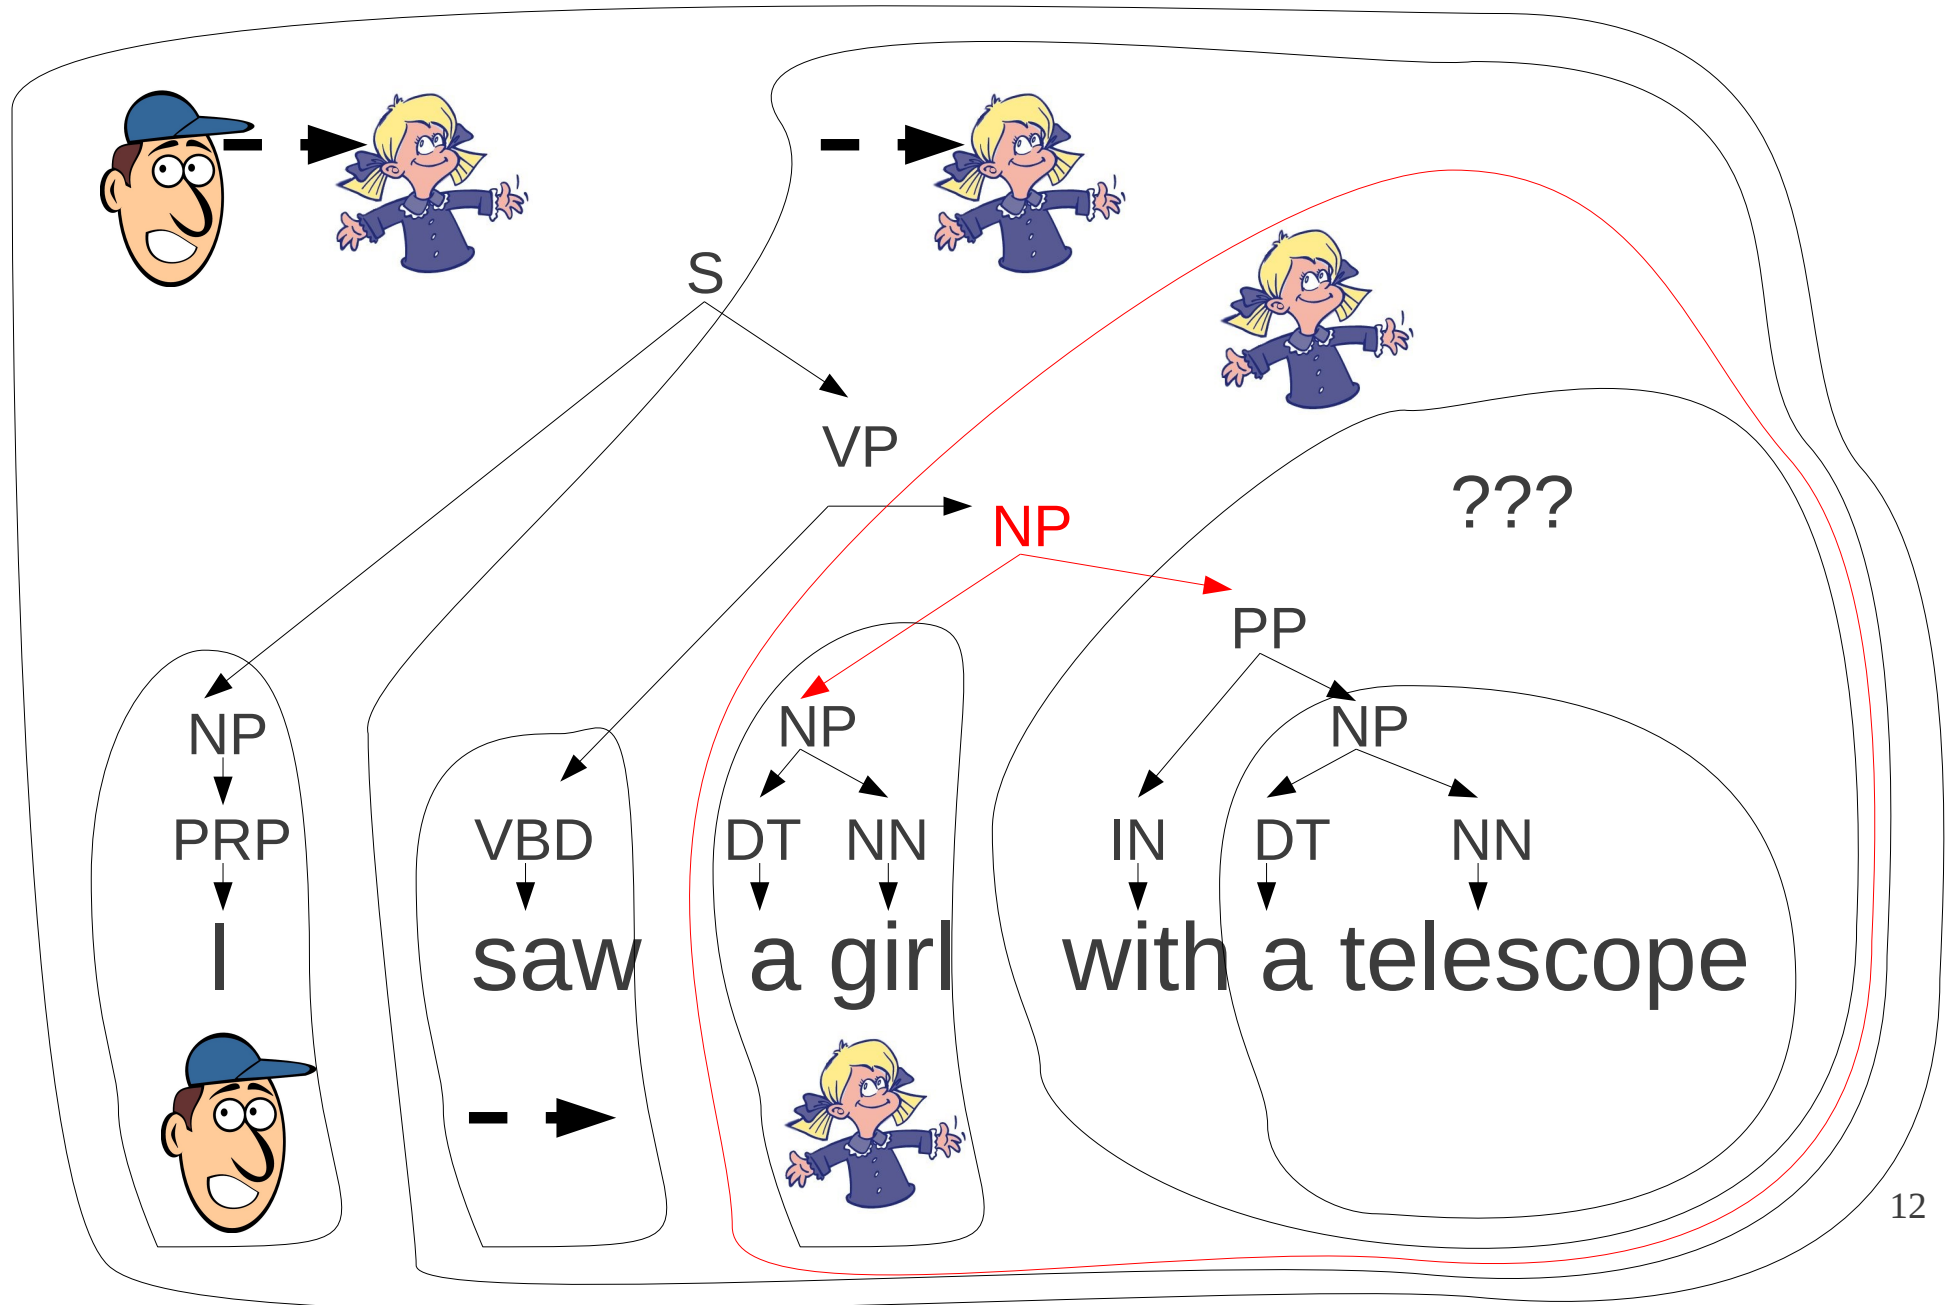 S
VP
???
NP
PP
NP NP NP
PRP VBD DT NN IN DT NN
I saw a girl with a telescope
12